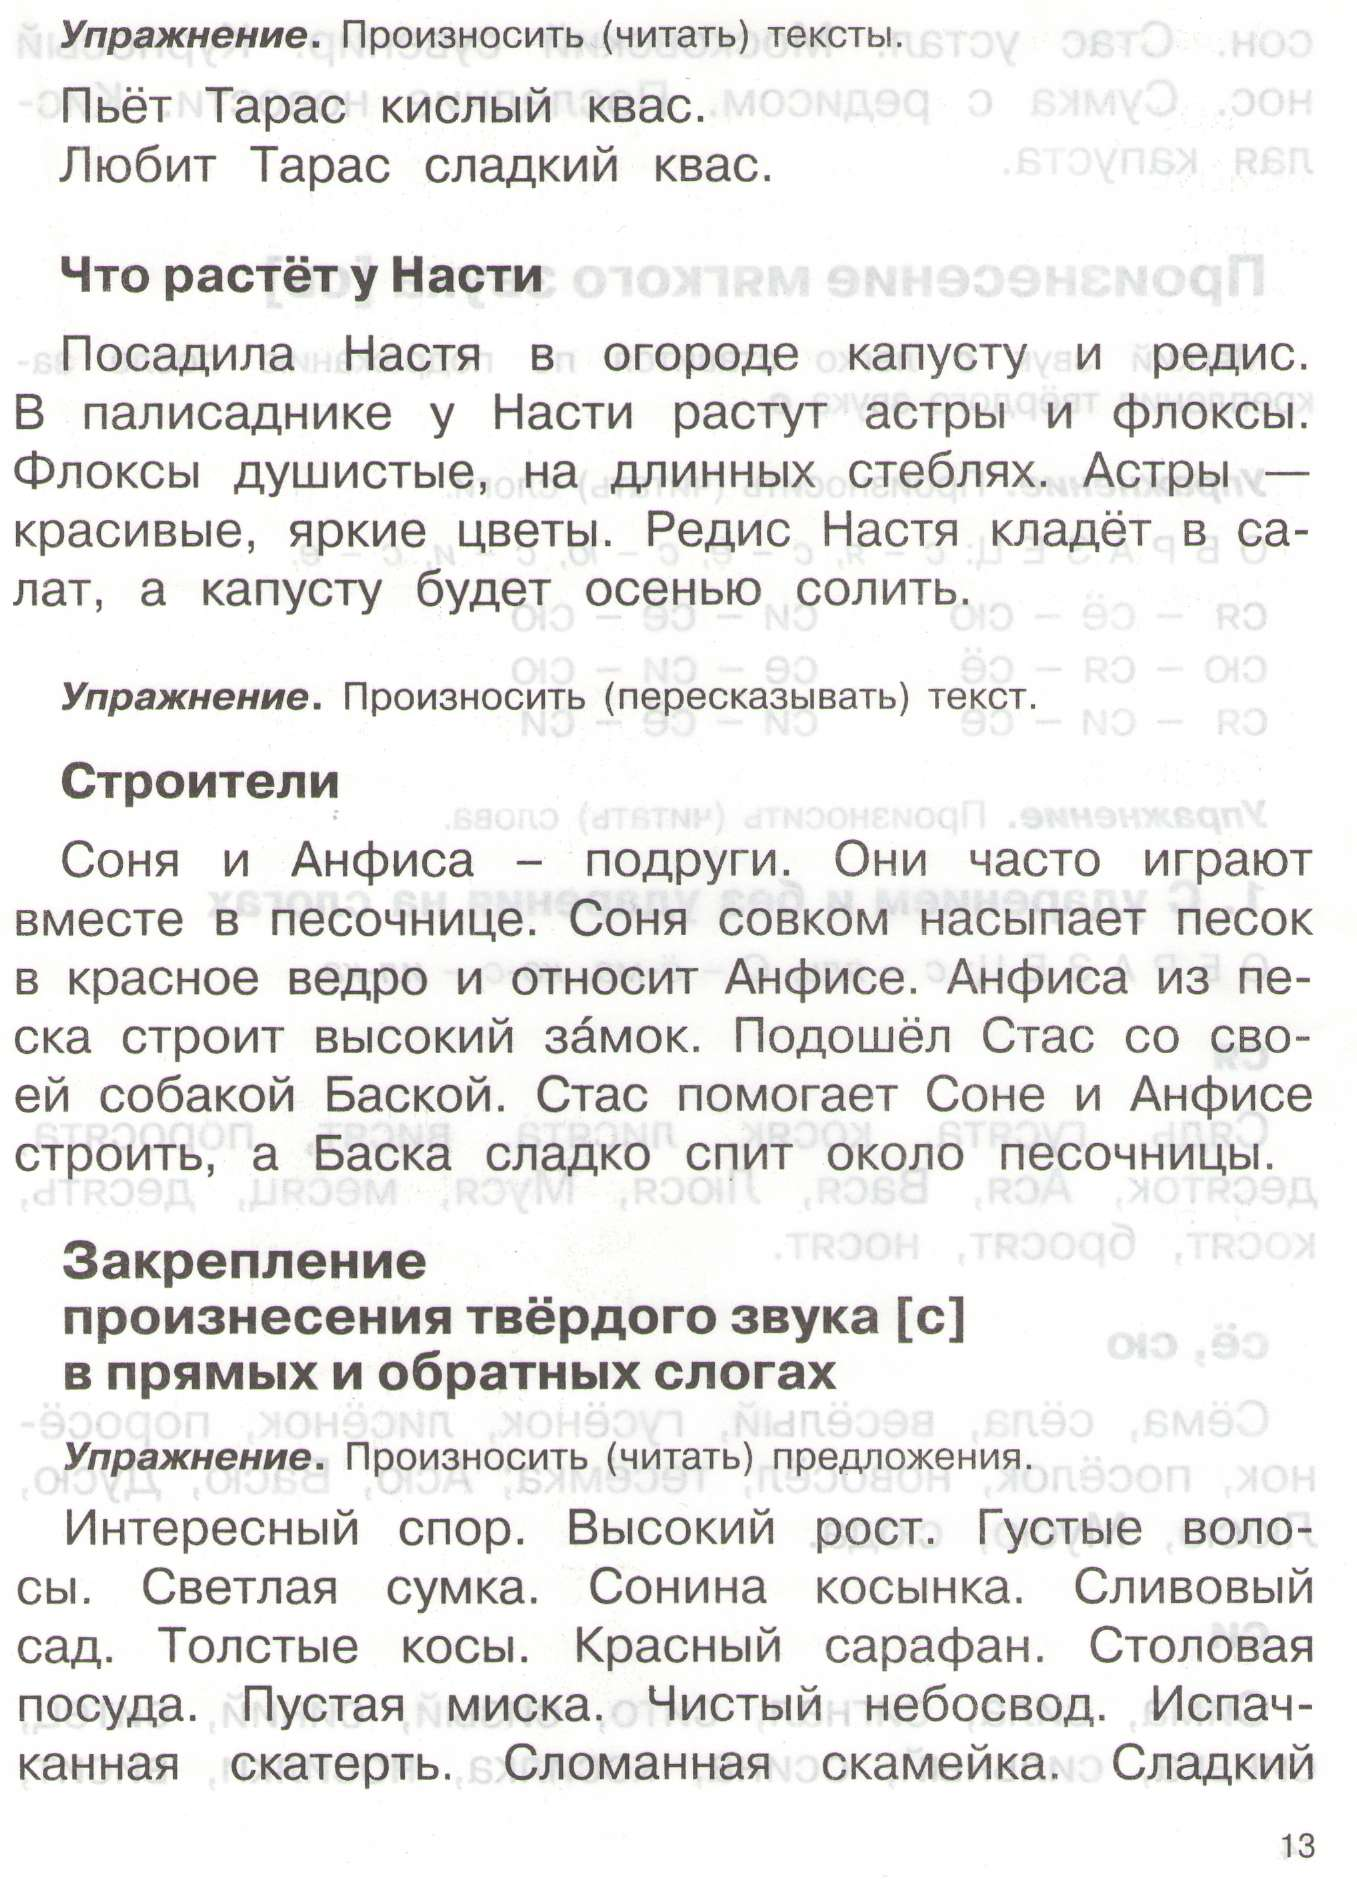 Упражнение. Произносить (читать) тексты.
Пьёт Тарас кислый квас.
Любит Тарас сладкий квас.
Что растёт у Насти
Посадила Настя в огороде капусту и редис.
В палисаднике у Насти растут астры и флоксы.
Флоксы душистые, на длинных стеблях. Астры —
красивые, яркие цветы. Редис Настя кладёт в са-
лат, а капусту будет осенью солить.
Упражнение. Произносить (пересказывать) текст.
Строители
Соня и Анфиса – подруги. Они часто играют
вместе в песочнице. Соня совком насыпает песок
в красное ведро и относит Анфисе. Анфиса из пе-
ска строит высокий за́мок. Подошёл Стас со сво-
ей собакой Баской. Стас помогает Соне и Анфисе
строить, а Баска сладко спит около песочницы.
Закрепление
произнесения твёрдого звука [с]
в прямых и обратных слогах
Упражнение. Произносить (читать) предложения.
Интересный спор. Высокий рост. Густые воло-
сы. Светлая сумка. Сонина косынка. Сливовый
сад. Толстые косы. Красный сарафан. Столовая
посуда. Пустая миска. Чистый небосвод. Испач-
канная скатерть. Сломанная скамейка. Сладкий
13